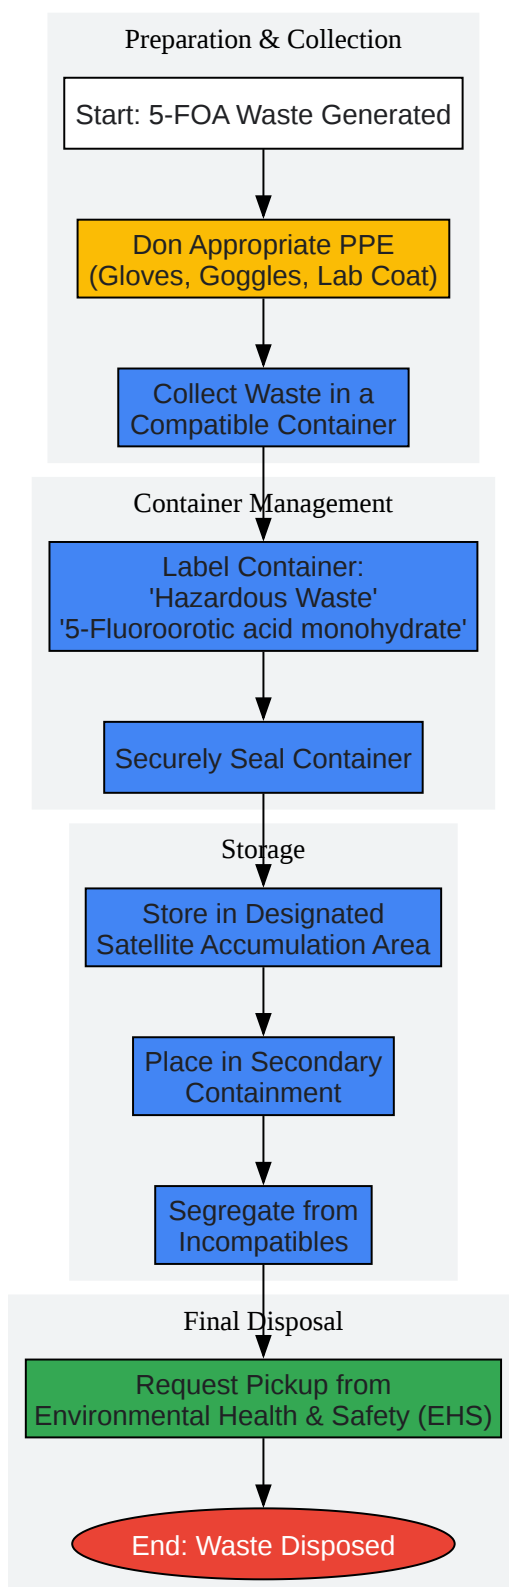 Preparation & Collection
Start: 5-FOA Waste Generated
Don Appropriate PPE
(Gloves, Goggles, Lab Coat)
Collect Waste in a
Compatible Container
Container Management
Label Container:
'Hazardous Waste'
'5-Fluoroorotic acid monohydrate'
Securely Seal Container
Storage
Store in Designated
Satellite Accumulation Area
Place in Secondary
Containment
Segregate from
Incompatibles
Final Disposal
Request Pickup from
Environmental Health & Safety (EHS)
End: Waste Disposed